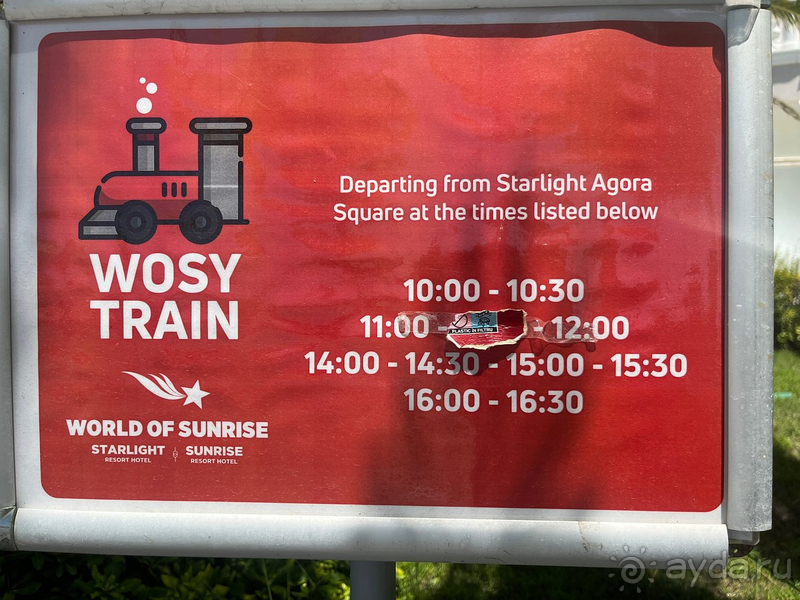 Departing from Starlight Agora
Square at the times listed below
10:00 - 10:30
11:00 - - 12:00
14:00 - 14:30 - 15:00 - 15:30
16:00 - 16:30
PLASTIC IN FILTRU
WOSY
TRAIN
WORLD OF SUNRISE
STARLIGHT SUNRISE
RESORT HOTEL RESORT HOTEL
ayda.ru